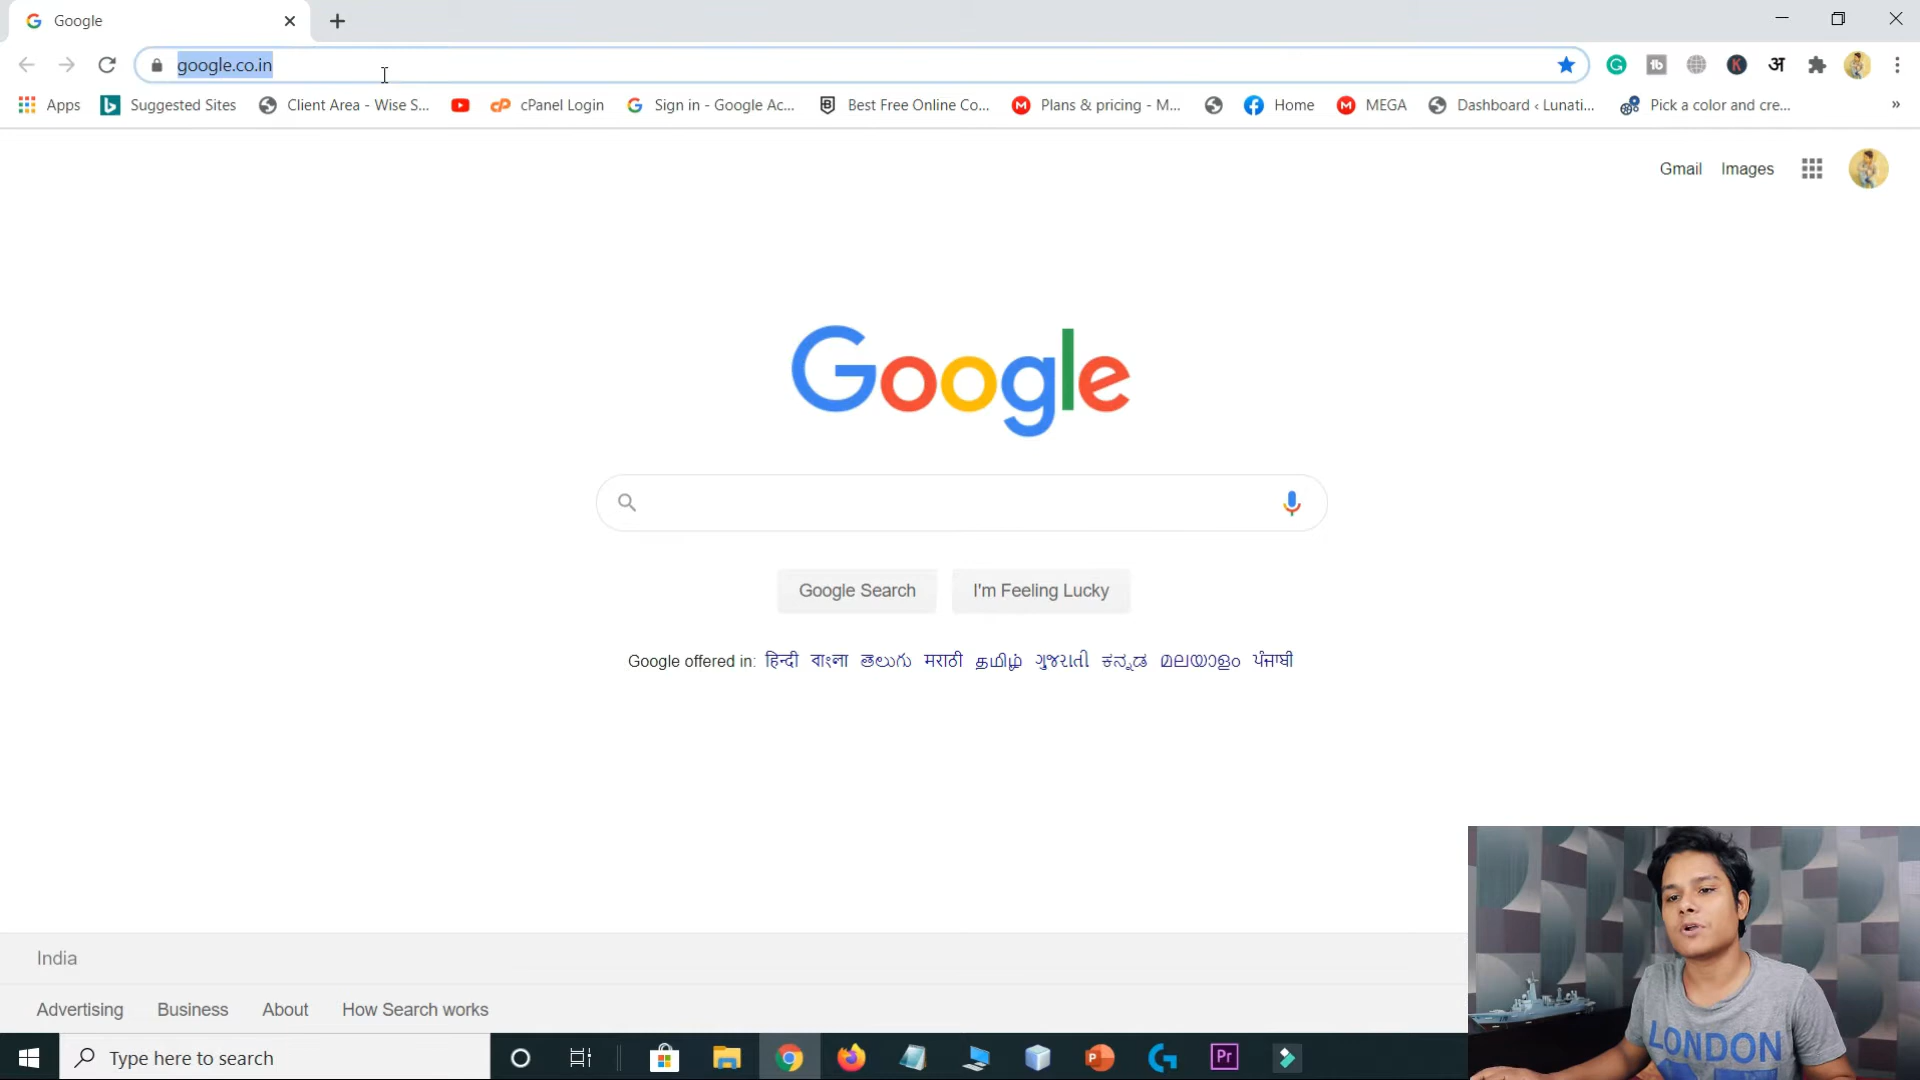 Google
google.co.in
Apps Suggested Sites Client Area - Wise S... cPanel Login Sign in - Google Ac... Best Free Online Co... Plans & pricing - M... Home MEGA Dashboard ‹ Lunati... Pick a color and cre... »
Gmail Images
Google
Google Search I'm Feeling Lucky
Google offered in: हिन्दी বাংলা తెలుగు मराठी தமிழ் ગુજરાતી ಕನ್ನಡ മലയാളം ਪੰਜਾਬੀ
India
Advertising Business About How Search works
LONDON
Type here to search